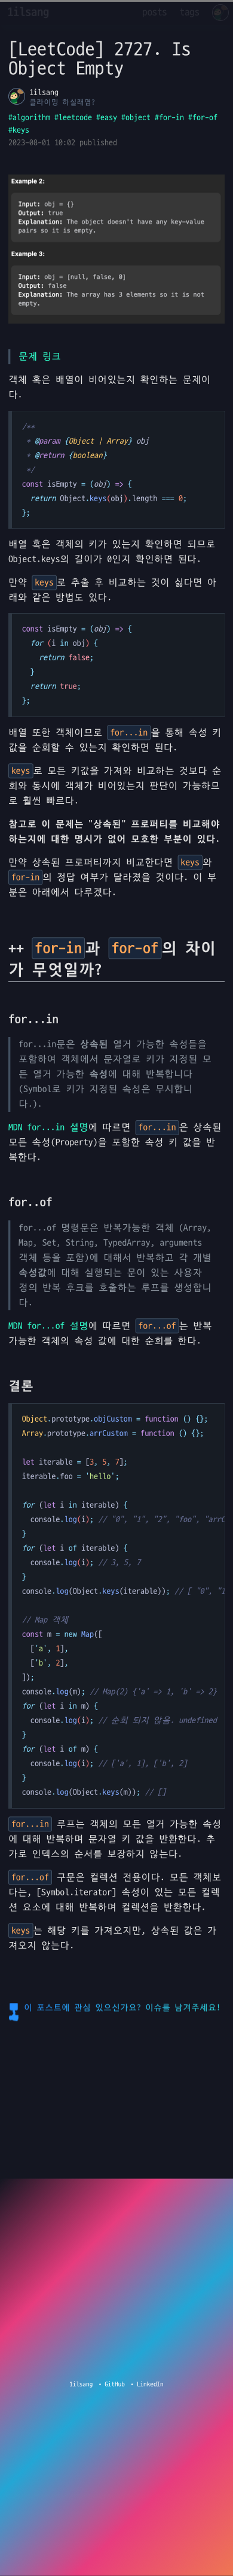 1ilsang posts tags
[LeetCode] 2727. Is
Object Empty
1ilsang
클라이밍 하실래염?
#algorithm #leetcode #easy #object #for-in #for-of
#keys
2023-08-01 10:02 published
Example 2:
Input: obj = {}
Output: true
Explanation: The object doesn't have any key-value
pairs so it is empty.
Example 3:
Input: obj = [null, false, 0]
Output: false
Explanation: The array has 3 elements so it is not
empty.
문제 링크
객체 혹은 배열이 비어있는지 확인하는 문제이
다.
/**
* @param {Object | Array} obj
* @return {boolean}
*/
const isEmpty = (obj) => {
return Object.keys(obj).length === 0;
};
배열 혹은 객체의 키가 있는지 확인하면 되므로
Object.keys의 길이가 0인지 확인하면 된다.
만약 keys로 추출 후 비교하는 것이 싫다면 아
래와 같은 방법도 있다.
const isEmpty = (obj) => {
for (i in obj) {
return false;
}
return true;
};
배열 또한 객체이므로 for...in을 통해 속성 키
값을 순회할 수 있는지 확인하면 된다.
keys로 모든 키값을 가져와 비교하는 것보다 순
회와 동시에 객체가 비어있는지 판단이 가능하므
로 훨씬 빠르다.
참고로 이 문제는 "상속된" 프로퍼티를 비교해야
하는지에 대한 명시가 없어 모호한 부분이 있다.
만약 상속된 프로퍼티까지 비교한다면 keys와
for-in의 정답 여부가 달라졌을 것이다. 이 부
분은 아래에서 다루겠다.
++ for-in과 for-of의 차이
가 무엇일까?
for...in
for...in문은 상속된 열거 가능한 속성들을
포함하여 객체에서 문자열로 키가 지정된 모
든 열거 가능한 속성에 대해 반복합니다
(Symbol로 키가 지정된 속성은 무시합니
다.).
MDN for...in 설명에 따르면 for...in은 상속된
모든 속성(Property)을 포함한 속성 키 값을 반
복한다.
for..of
for...of 명령문은 반복가능한 객체 (Array,
Map, Set, String, TypedArray, arguments
객체 등을 포함)에 대해서 반복하고 각 개별
속성값에 대해 실행되는 문이 있는 사용자
정의 반복 후크를 호출하는 루프를 생성합니
다.
MDN for...of 설명에 따르면 for...of는 반복
가능한 객체의 속성 값에 대한 순회를 한다.
결론
Object.prototype.objCustom = function () {};
Array.prototype.arrCustom = function () {};
let iterable = [3, 5, 7];
iterable.foo = 'hello';
for (let i in iterable) {
console.log(i); // "0", "1", "2", "foo", "arrC
}
for (let i of iterable) {
console.log(i); // 3, 5, 7
}
console.log(Object.keys(iterable)); // [ "0", "1
// Map 객체
const m = new Map([
['a', 1],
['b', 2],
]);
console.log(m); // Map(2) {'a' => 1, 'b' => 2}
for (let i in m) {
console.log(i); // 순회 되지 않음. undefined
}
for (let i of m) {
console.log(i); // ['a', 1], ['b', 2]
}
console.log(Object.keys(m)); // []
for...in 루프는 객체의 모든 열거 가능한 속성
에 대해 반복하며 문자열 키 값을 반환한다. 추
가로 인덱스의 순서를 보장하지 않는다.
for...of 구문은 컬렉션 전용이다. 모든 객체보
다는, [Symbol.iterator] 속성이 있는 모든 컬렉
션 요소에 대해 반복하며 컬렉션을 반환한다.
keys는 해당 키를 가져오지만, 상속된 값은 가
져오지 않는다.
이 포스트에 관심 있으신가요? 이슈를 남겨주세요!
1ilsang • GitHub • LinkedIn